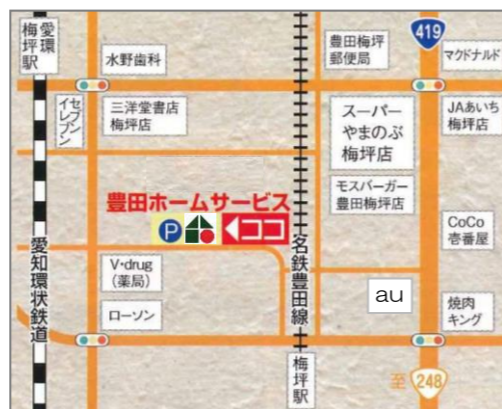 愛環
梅坪駅
水野歯科
豊田梅坪
郵便局
419
マクドナルド
セブン
イレブン
三洋堂書店
梅坪店
スーパー
やまのぶ
梅坪店
JAあいち
梅坪店
モスバーガー
豊田梅坪店
豊田ホームサービス
P
ココ
CoCo
壱番屋
愛知環状鉄道
名鉄豊田線
V・drug
(薬局)
au
ローソン
焼肉
キング
梅坪駅
至 248